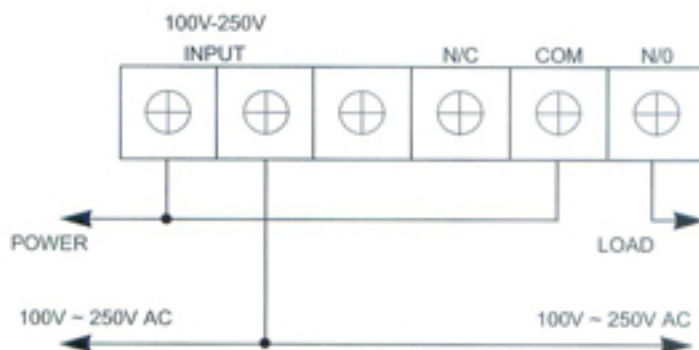 100V-250V
INPUT N/C COM N/0
POWER LOAD
100V ~ 250V AC 100V ~ 250V AC